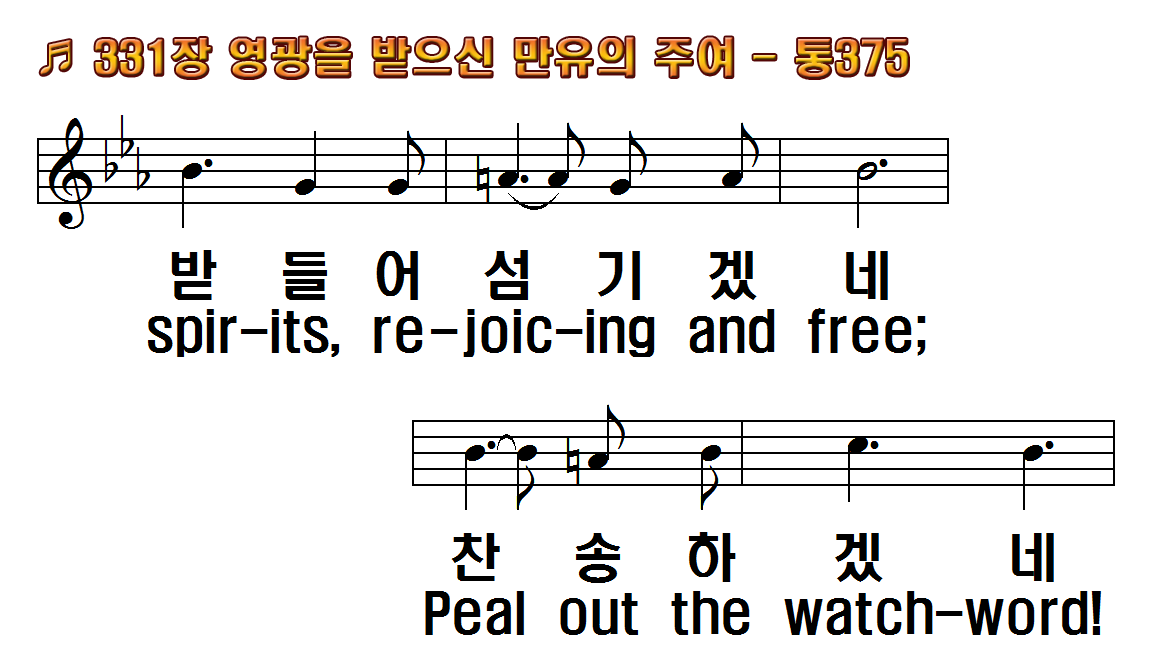 ♬ 331장 영광을 받으신 만유의 주여 - 통375
받 들 어 섬 기 겠 네
spir-its, re-joic-ing and free;
찬 송 하 겠 네
Peal out the watch-word!